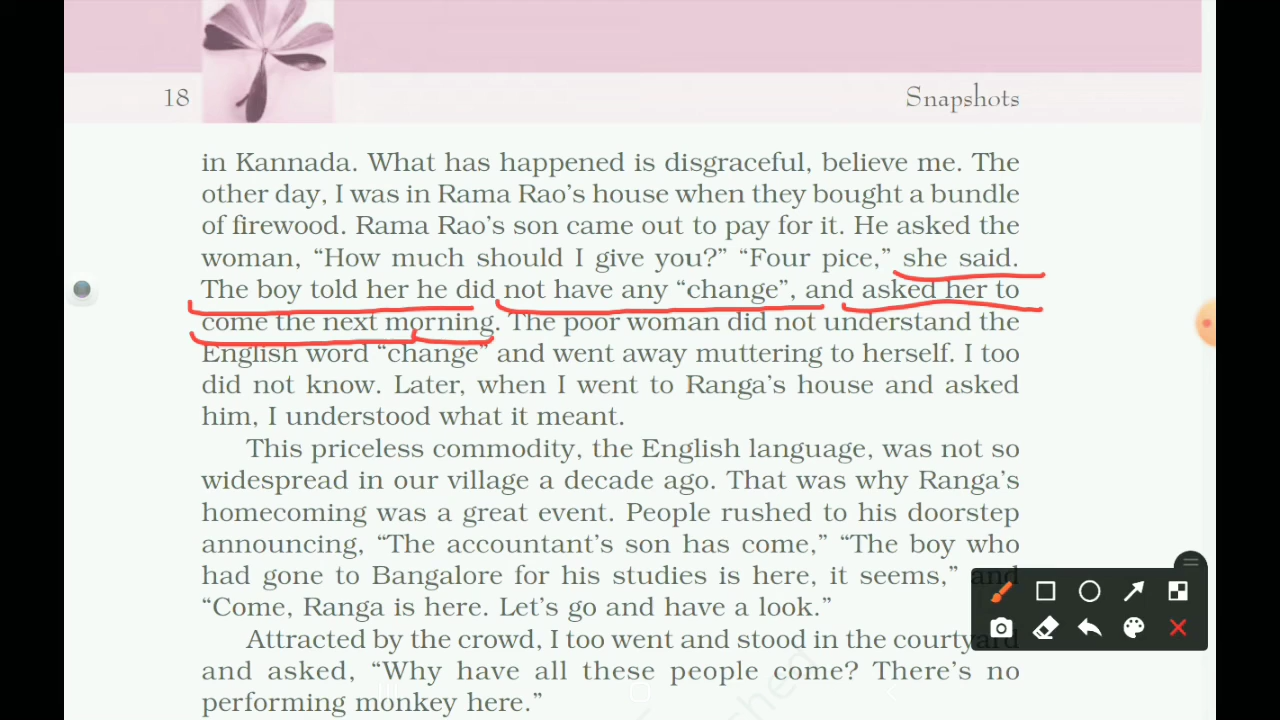 18
Snapshots
in Kannada. What has happened is disgraceful, believe me. The
other day, I was in Rama Rao’s house when they bought a bundle
of firewood. Rama Rao’s son came out to pay for it. He asked the
woman, “How much should I give you?” “Four pice,” she said.
The boy told her he did not have any “change”, and asked her to
come the next morning. The poor woman did not understand the
English word “change” and went away muttering to herself. I too
did not know. Later, when I went to Ranga’s house and asked
him, I understood what it meant.
This priceless commodity, the English language, was not so
widespread in our village a decade ago. That was why Ranga’s
homecoming was a great event. People rushed to his doorstep
announcing, “The accountant’s son has come,” “The boy who
had gone to Bangalore for his studies is here, it seems,” and
“Come, Ranga is here. Let’s go and have a look.”
Attracted by the crowd, I too went and stood in the courtyard
and asked, “Why have all these people come? There’s no
performing monkey here.”